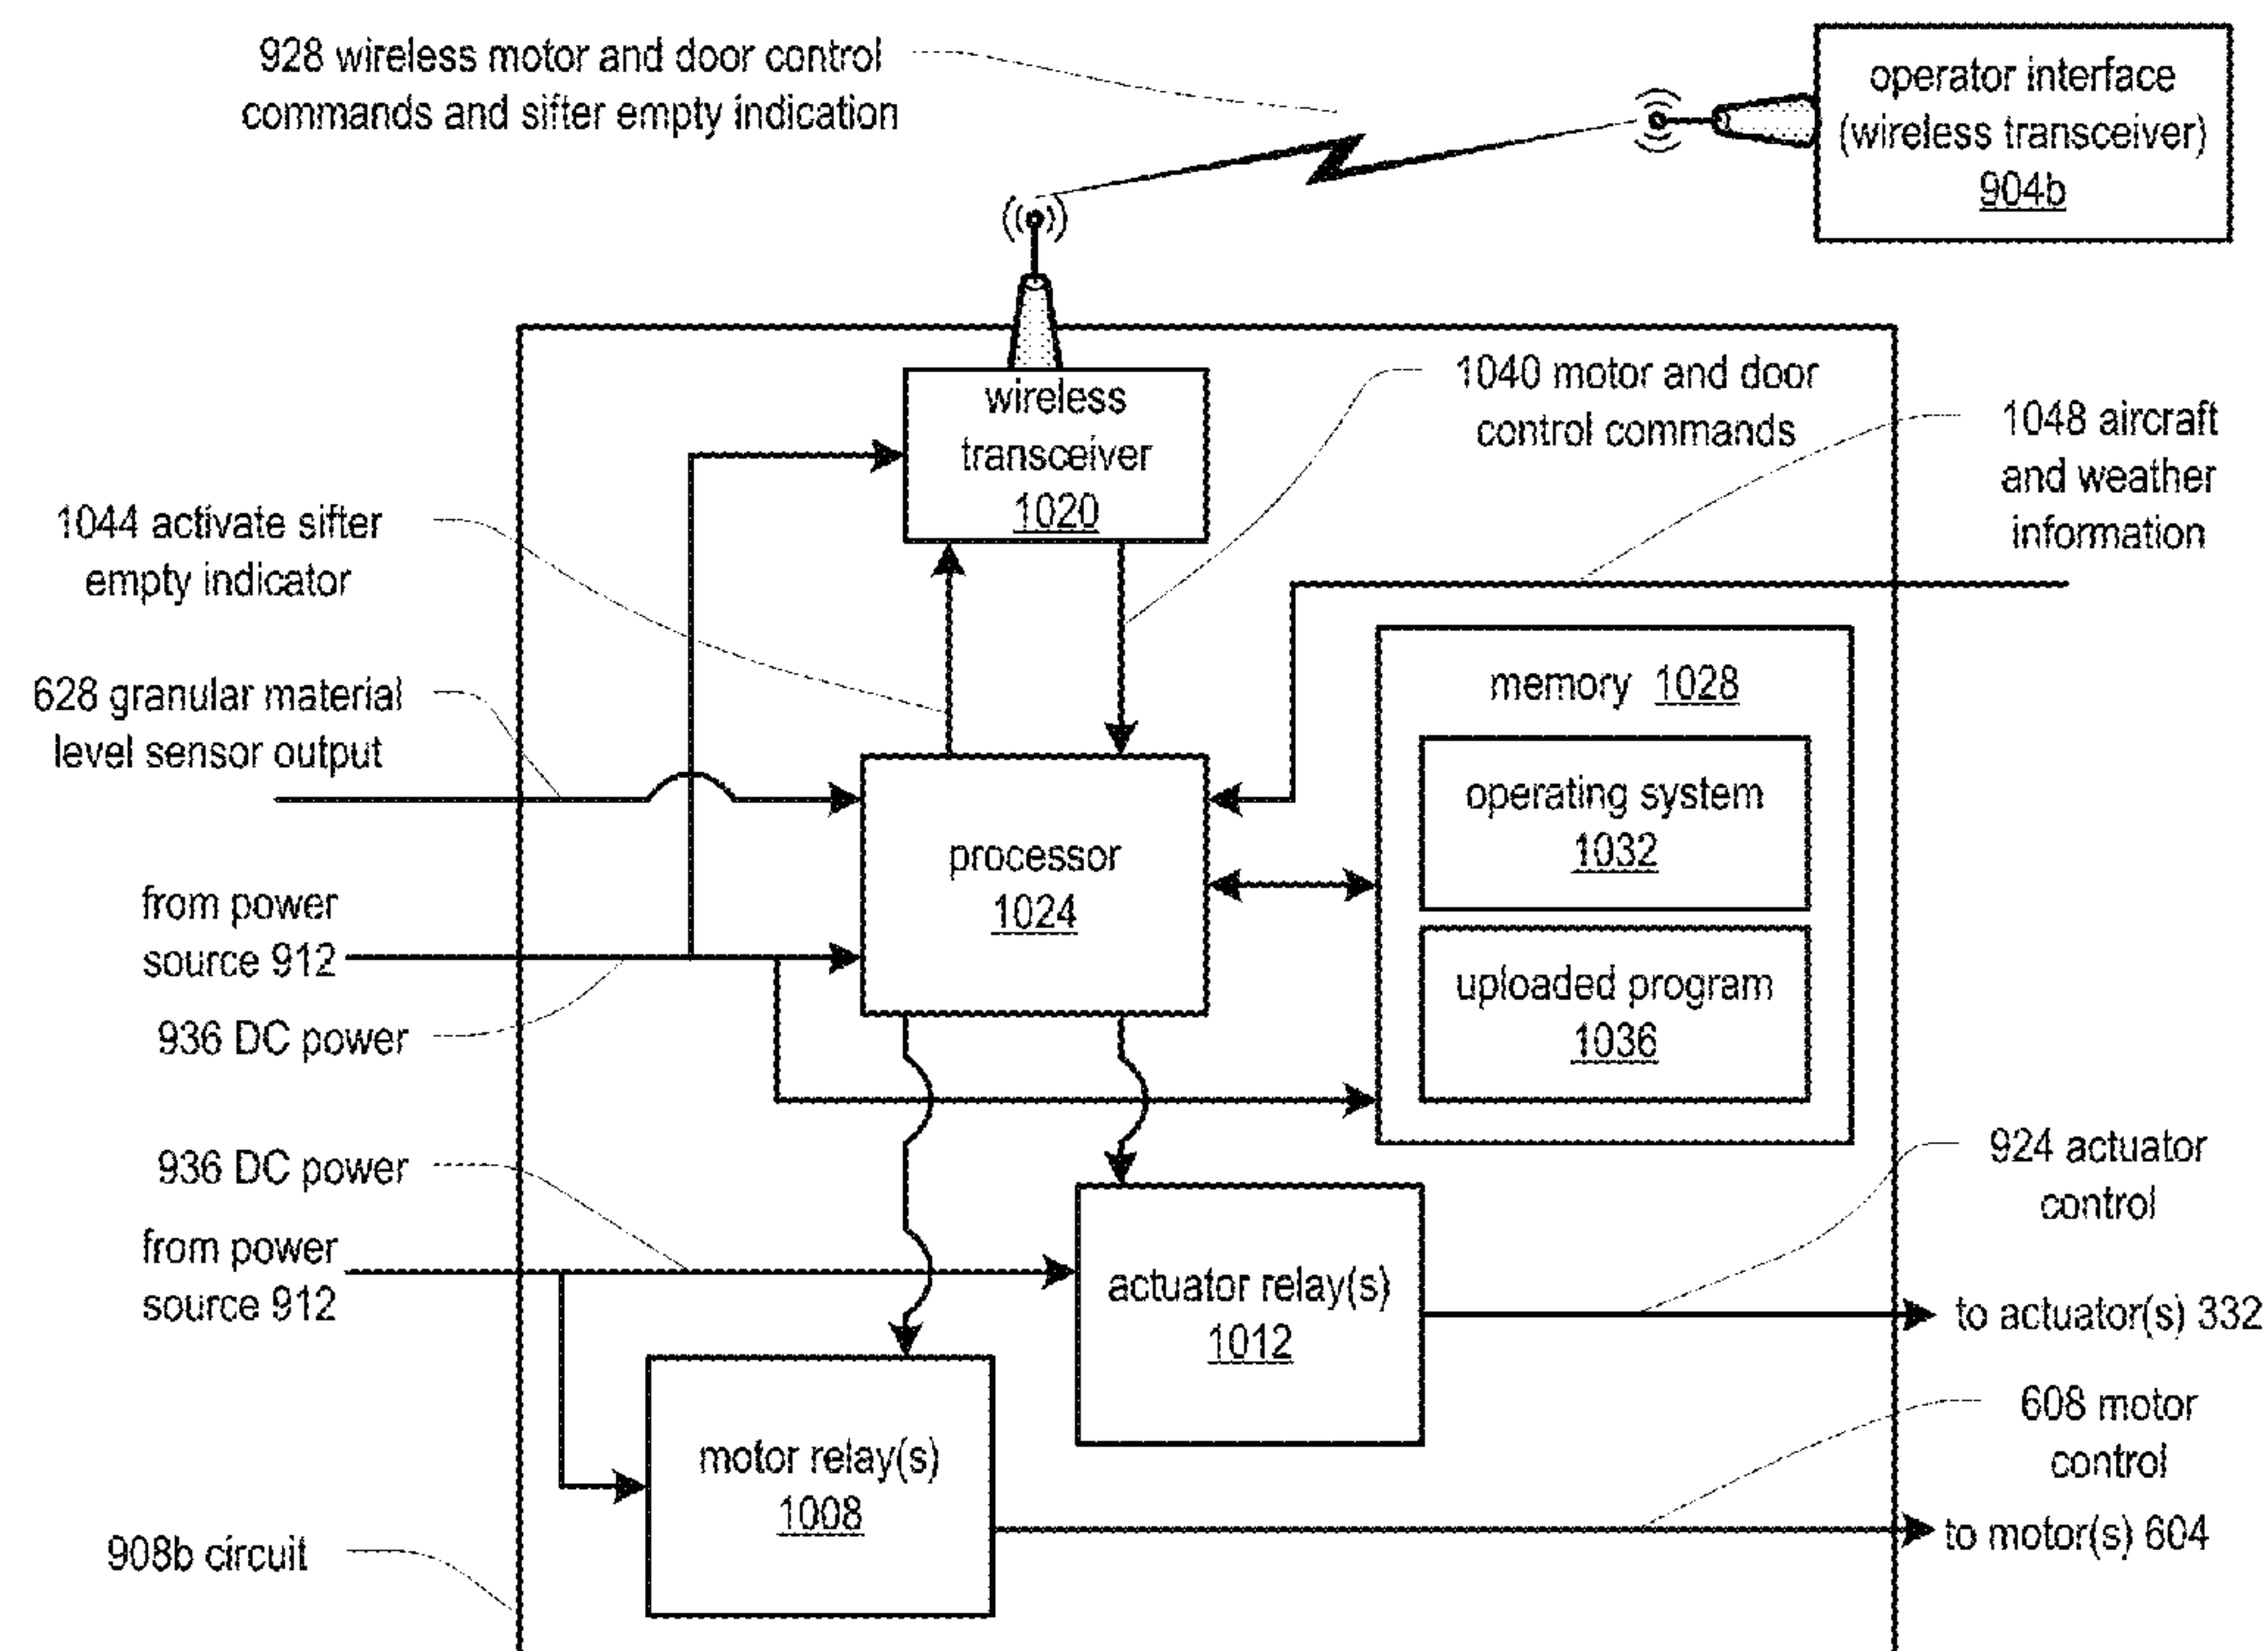 928 wireless motor and door control
commands and sifter empty indication
operator interface
(wireless transceiver)
904b
wireless
transceiver
1020
1040 motor and door
control commands
1048 aircraft
and weather
information
1044 activate sifter
empty indicator
628 granular material
level sensor output
memory 1028
operating system
1032
uploaded program
1036
processor
1024
from power
source 912
936 DC power
936 DC power
from power
source 912
actuator relay(s)
1012
924 actuator
control
to actuator(s) 332
motor relay(s)
1008
608 motor
control
to motor(s) 604
908b circuit